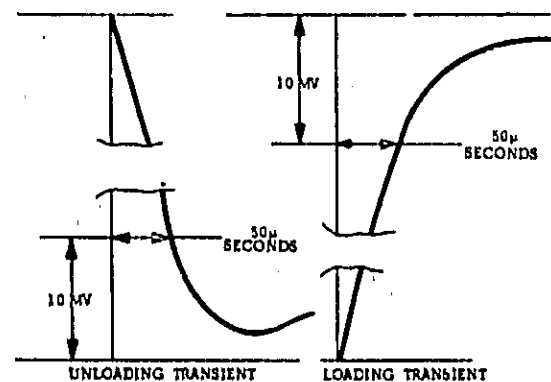 10 MV
50μ
SECONDS
50μ
SECONDS
10 MV
UNLOADING TRANSIENT
LOADING TRANSIENT